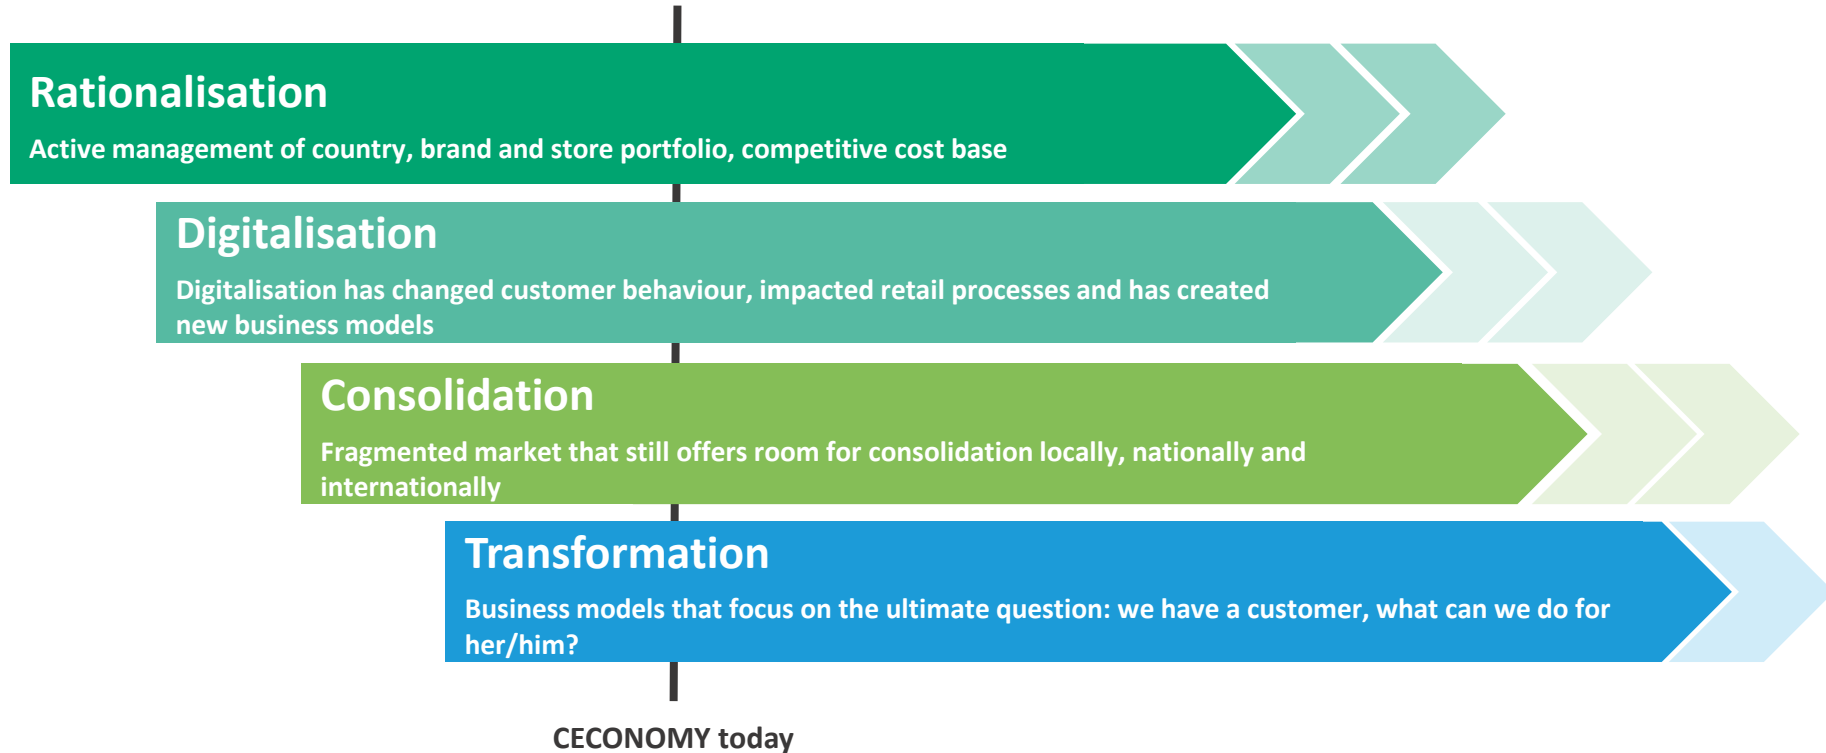 Rationalisation
Active management of country, brand and store portfolio, competitive cost base
Digitalisation
Digitalisation has changed customer behaviour, impacted retail processes and has created
new business models
Consolidation
Fragmented market that still offers room for consolidation locally, nationally and
internationally
Transformation
Business models that focus on the ultimate question: we have a customer, what can we do for
her/him?
CECONOMY today